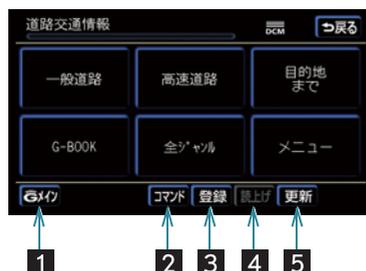 道路交通情報 DCM つ戻る
一般道路 高速道路 目的地
まで
G-BOOK 全ｼﾞｬﾝﾙ メニュー
Gﾒｲﾝ ｺﾏﾝﾄﾞ 登録 読上げ 更新
1 2 3 4 5